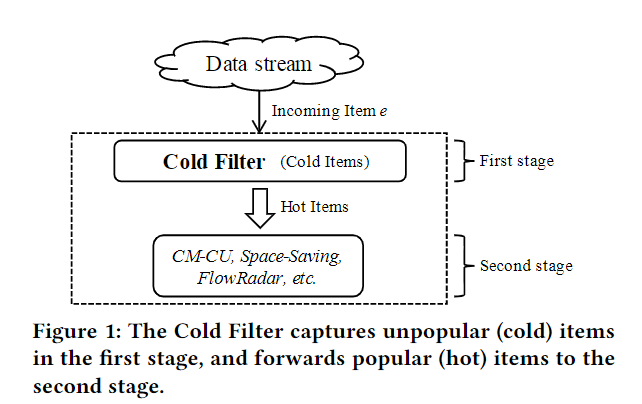 Data stream
Incoming Item e
Cold Filter (Cold Items)
First stage
Hot Items
CM-CU, Space-Saving,
FlowRadar, etc.
Second stage
Figure 1: The Cold Filter captures unpopular (cold) items
in the first stage, and forwards popular (hot) items to the
second stage.